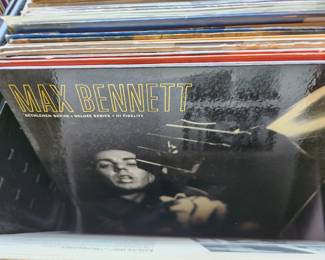 MAX BENNETT
BETHLEHEM SERIES • DELUXE SERIES • HI FIDELITY